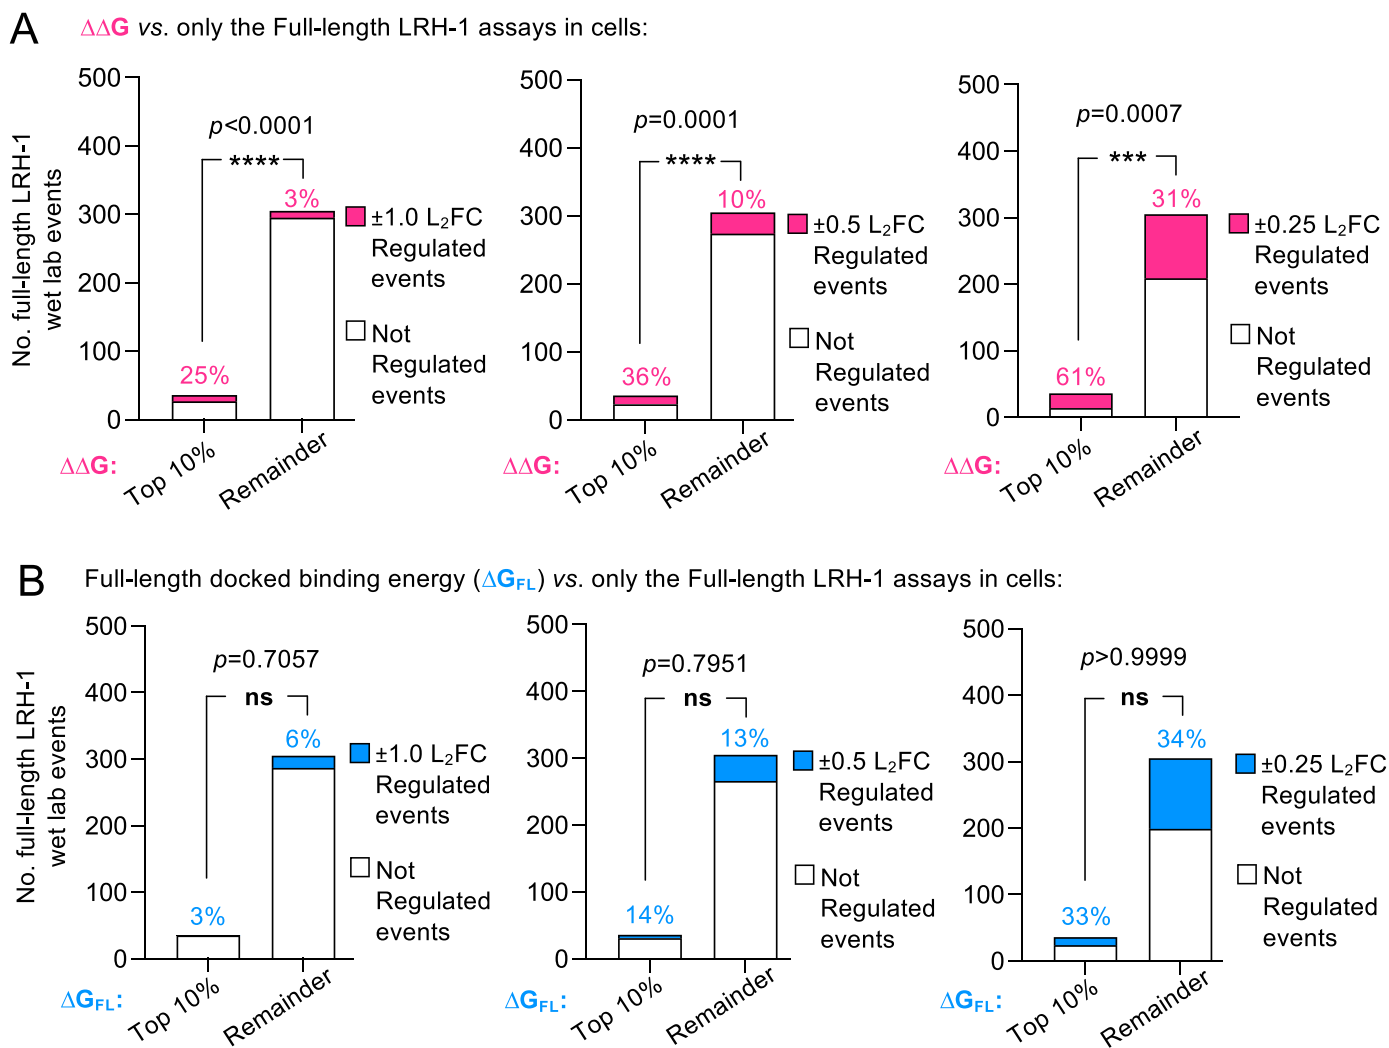 A
ΔΔG vs. only the Full-length LRH-1 assays in cells:
No. full-length LRH-1
wet lab events
500
400
300
200
100
0
p<0.0001
****
3%
25%
±1.0 L₂FC
Regulated
events
Not
Regulated
events
ΔΔG:
Top 10%
Remainder
500
400
300
200
100
0
p=0.0001
****
10%
36%
±0.5 L₂FC
Regulated
events
Not
Regulated
events
ΔΔG:
Top 10%
Remainder
500
400
300
200
100
0
p=0.0007
***
31%
61%
±0.25 L₂FC
Regulated
events
Not
Regulated
events
ΔΔG:
Top 10%
Remainder
B
Full-length docked binding energy (ΔG_FL) vs. only the Full-length LRH-1 assays in cells:
No. full-length LRH-1
wet lab events
500
400
300
200
100
0
p=0.7057
ns
6%
3%
±1.0 L₂FC
Regulated
events
Not
Regulated
events
ΔG_FL:
Top 10%
Remainder
500
400
300
200
100
0
p=0.7951
ns
13%
14%
±0.5 L₂FC
Regulated
events
Not
Regulated
events
ΔG_FL:
Top 10%
Remainder
500
400
300
200
100
0
p>0.9999
ns
34%
33%
±0.25 L₂FC
Regulated
events
Not
Regulated
events
ΔG_FL:
Top 10%
Remainder